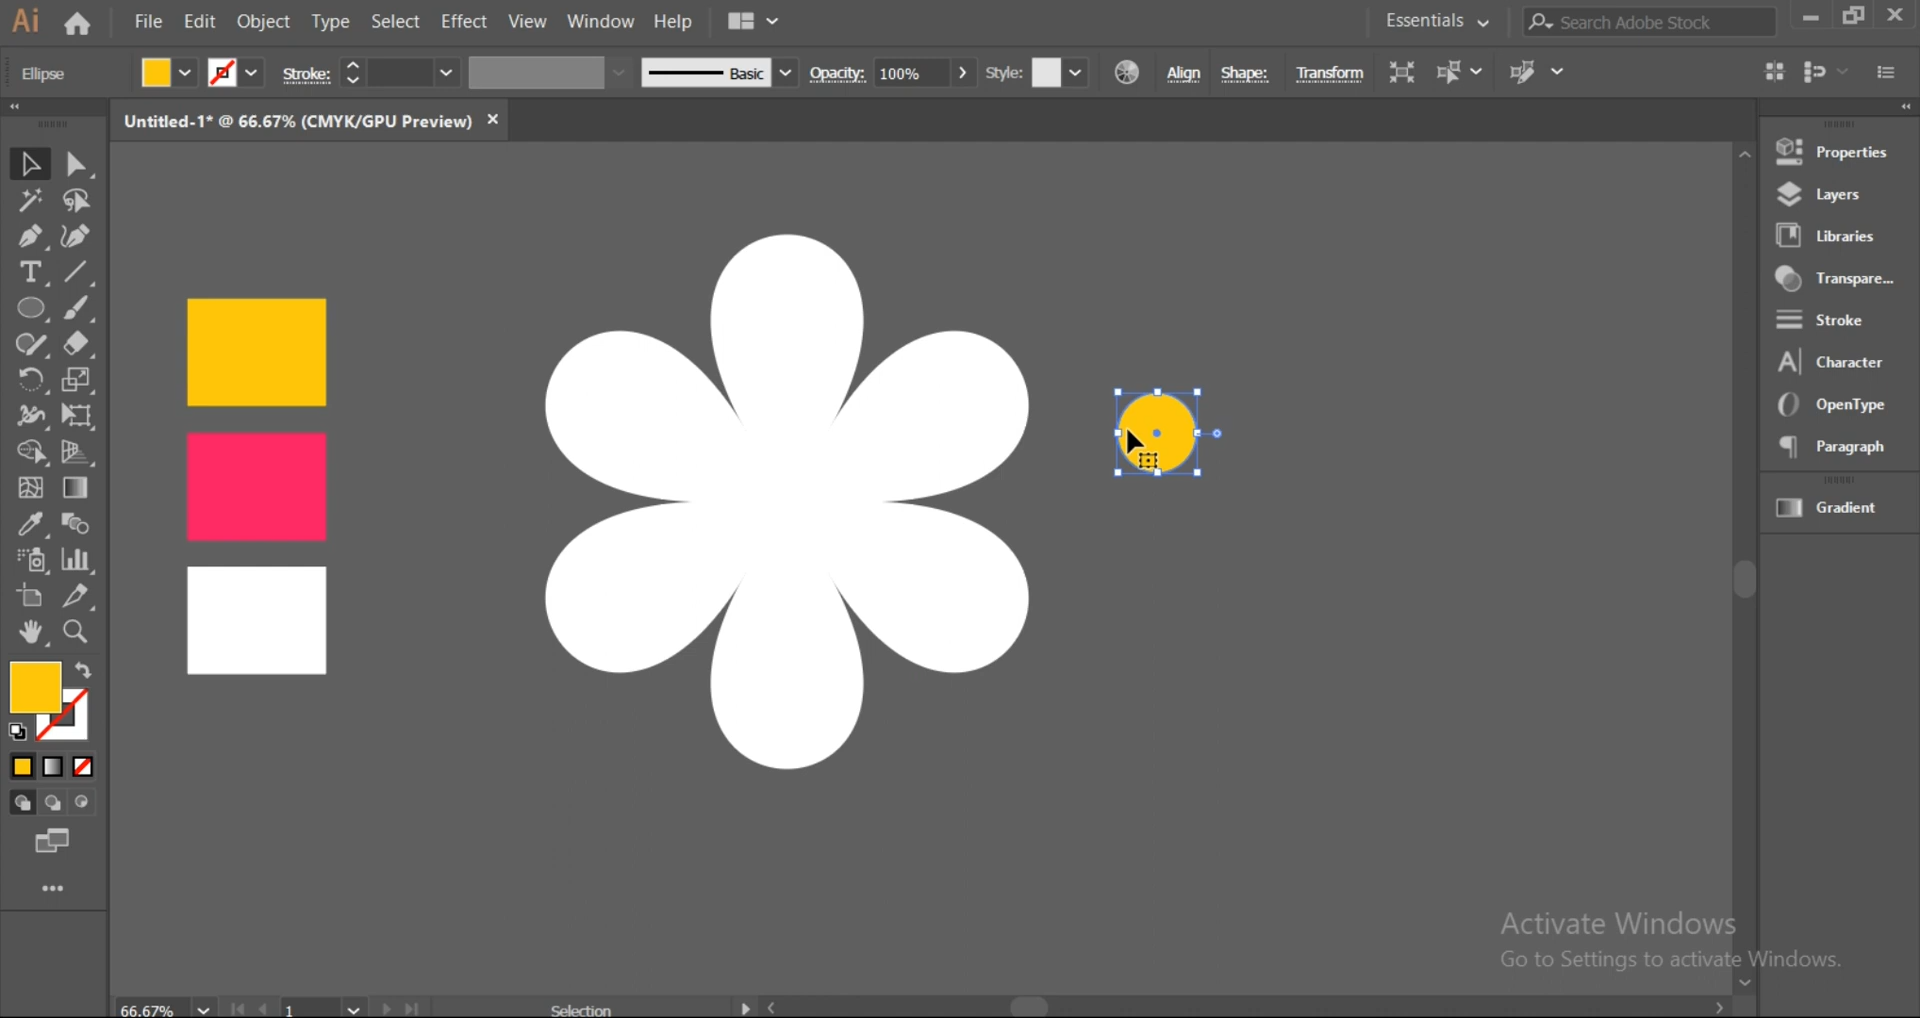 Ai File Edit Object Type Select Effect View Window Help Essentials Search Adobe Stock
Ellipse Stroke: Basic Opacity: 100% Style: Align Shape: Transform
Untitled-1* @ 66.67% (CMYK/GPU Preview)
Properties
Layers
Libraries
Transpare...
Stroke
Character
OpenType
Paragraph
Gradient
Activate Windows
Go to Settings to activate Windows.
66.67% 1 Selection